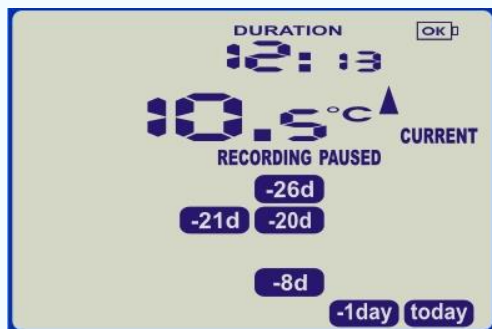 DURATION OK
12:13
10.5°C
CURRENT
RECORDING PAUSED
-26d
-21d -20d
-8d
-1day today